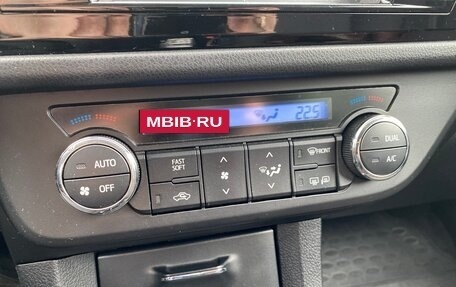 MBIB.RU
22.5
AUTO
OFF
FAST
SOFT
FRONT
DUAL
A/C